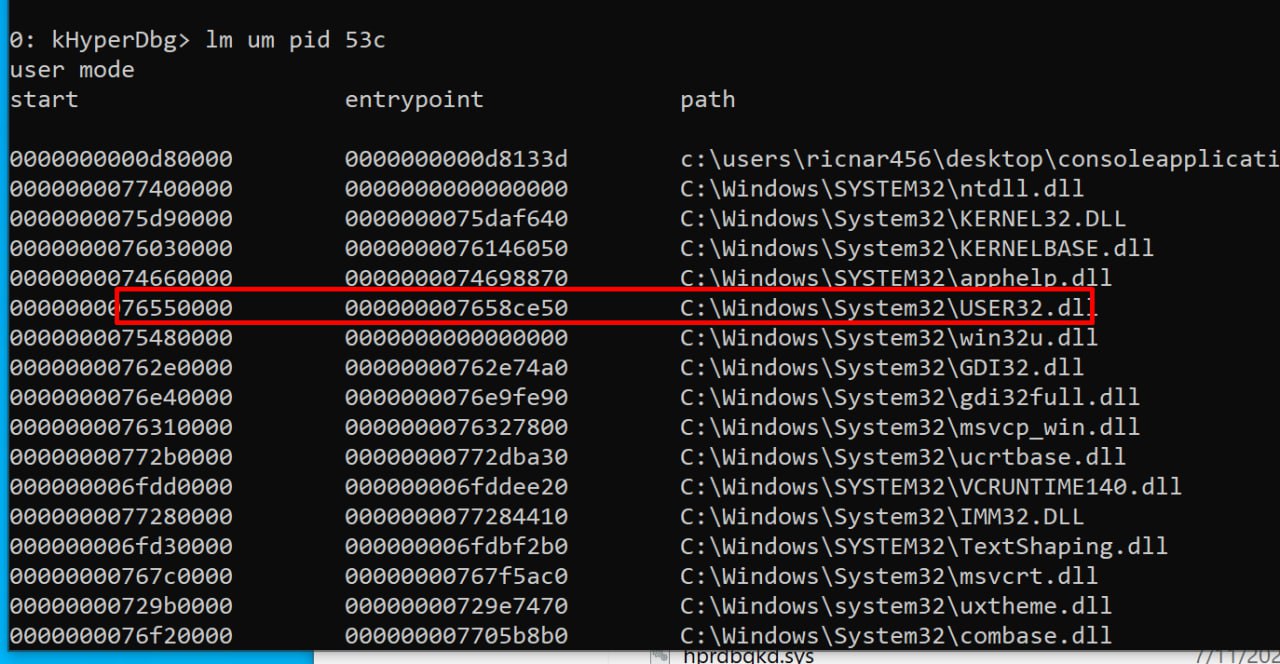 0: kHyperDbg> lm um pid 53c
user mode
start entrypoint path
0000000000d80000 0000000000d8133d c:\users\ricnar456\desktop\consoleapplicati
0000000077400000 0000000000000000 C:\Windows\SYSTEM32\ntdll.dll
0000000075d90000 0000000075daf640 C:\Windows\System32\KERNEL32.DLL
0000000076030000 0000000076146050 C:\Windows\System32\KERNELBASE.dll
0000000074660000 0000000074698870 C:\Windows\SYSTEM32\apphelp.dll
0000000076550000 000000007658ce50 C:\Windows\System32\USER32.dll
0000000075480000 0000000000000000 C:\Windows\System32\win32u.dll
00000000762e0000 00000000762e74a0 C:\Windows\System32\GDI32.dll
0000000076e40000 0000000076e9fe90 C:\Windows\System32\gdi32full.dll
0000000076310000 0000000076327800 C:\Windows\System32\msvcp_win.dll
00000000772b0000 00000000772dba30 C:\Windows\System32\ucrtbase.dll
000000006fdd0000 000000006fddee20 C:\Windows\SYSTEM32\VCRUNTIME140.dll
0000000077280000 0000000077284410 C:\Windows\System32\IMM32.DLL
000000006fd30000 000000006fdbf2b0 C:\Windows\SYSTEM32\TextShaping.dll
00000000767c0000 00000000767f5ac0 C:\Windows\System32\msvcrt.dll
00000000729b0000 00000000729e7470 C:\Windows\system32\uxtheme.dll
0000000076f20000 000000007705b8b0 C:\Windows\System32\combase.dll
hprdbgkd.sys